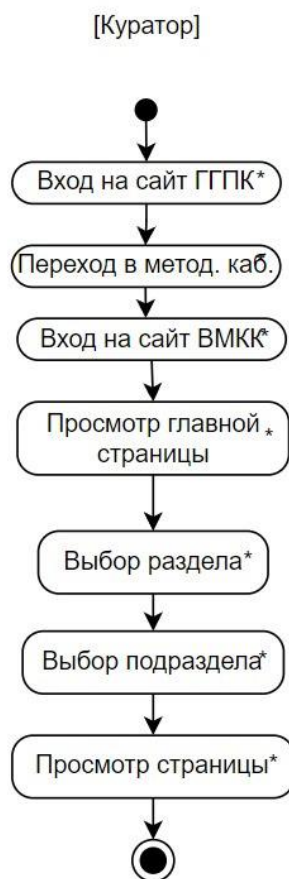 [Куратор]
Вход на сайт ГГПК*
Переход в метод. каб.
Вход на сайт ВМКК*
Просмотр главной *
страницы
Выбор раздела*
Выбор подраздела*
Просмотр страницы*